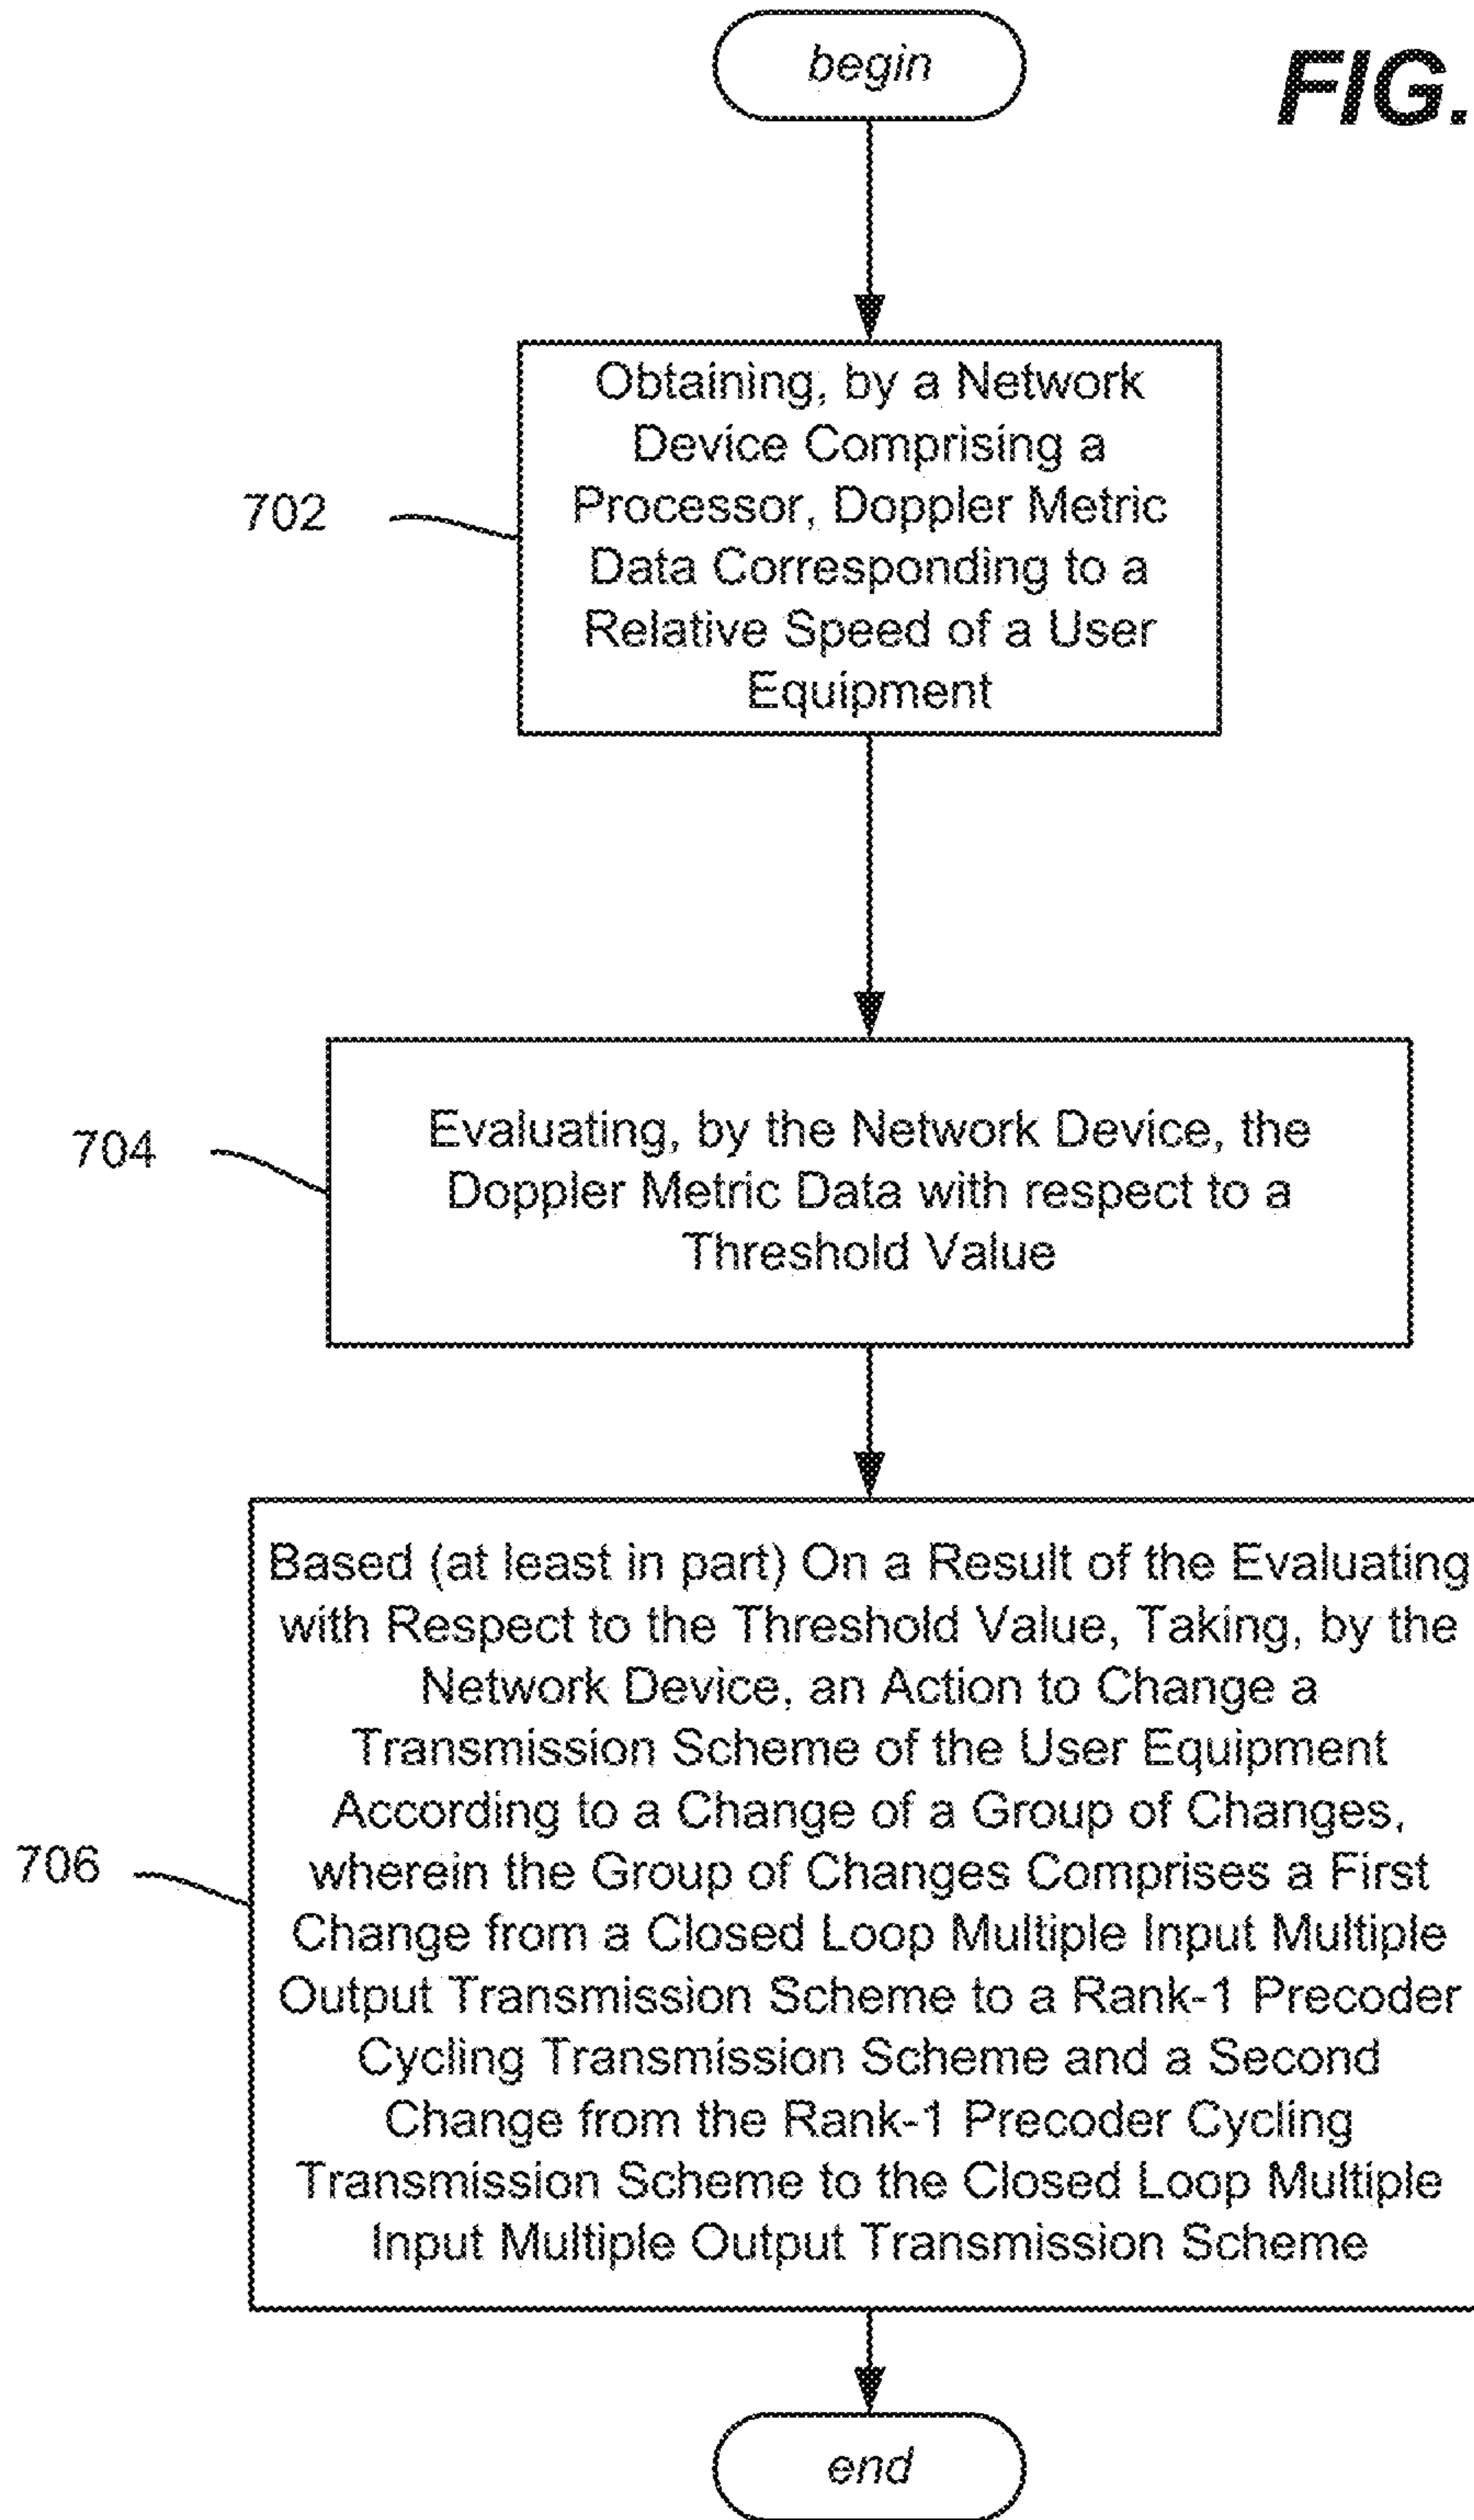 begin
FIG.
Obtaining, by a Network
Device Comprising a
Processor, Doppler Metric
Data Corresponding to a
Relative Speed of a User
Equipment
702
Evaluating, by the Network Device, the
Doppler Metric Data with respect to a
Threshold Value
704
Based (at least in part) On a Result of the Evaluating
with Respect to the Threshold Value, Taking, by the
Network Device, an Action to Change a
Transmission Scheme of the User Equipment
According to a Change of a Group of Changes,
wherein the Group of Changes Comprises a First
Change from a Closed Loop Multiple Input Multiple
Output Transmission Scheme to a Rank-1 Precoder
Cycling Transmission Scheme and a Second
Change from the Rank-1 Precoder Cycling
Transmission Scheme to the Closed Loop Multiple
Input Multiple Output Transmission Scheme
706
end